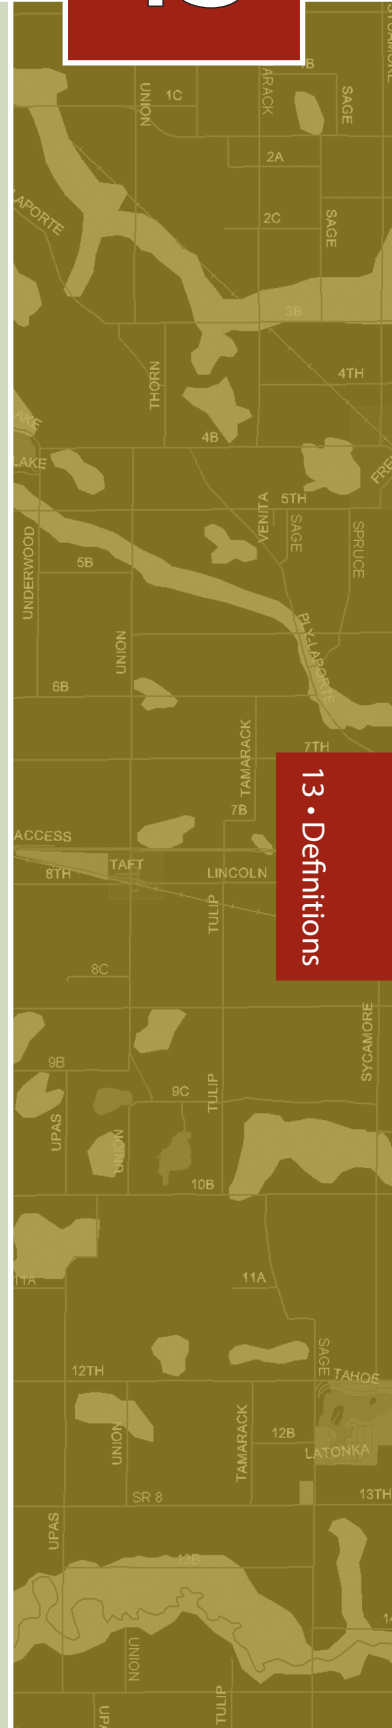 UNION
1C
SAGE
2A
2C
SAGE
LAPORTE
3B
THORN
4TH
4B
LAKE
5TH
VENITA
SAGE
SPRUCE
UNDERWOOD
5B
UNION
PLY-LAPORTE
6B
TAMARACK
7TH
7B
13 • Definitions
ACCESS
TAFT
8TH
LINCOLN
TULIP
8C
SYCAMORE
9B
9C
TULIP
UPAS
UNION
10B
11A
11A
12TH
SAGE
TAHOE
UNION
TAMARACK
12B
LATONKA
SR 8
13TH
UPAS
13B
UNION
TULIP